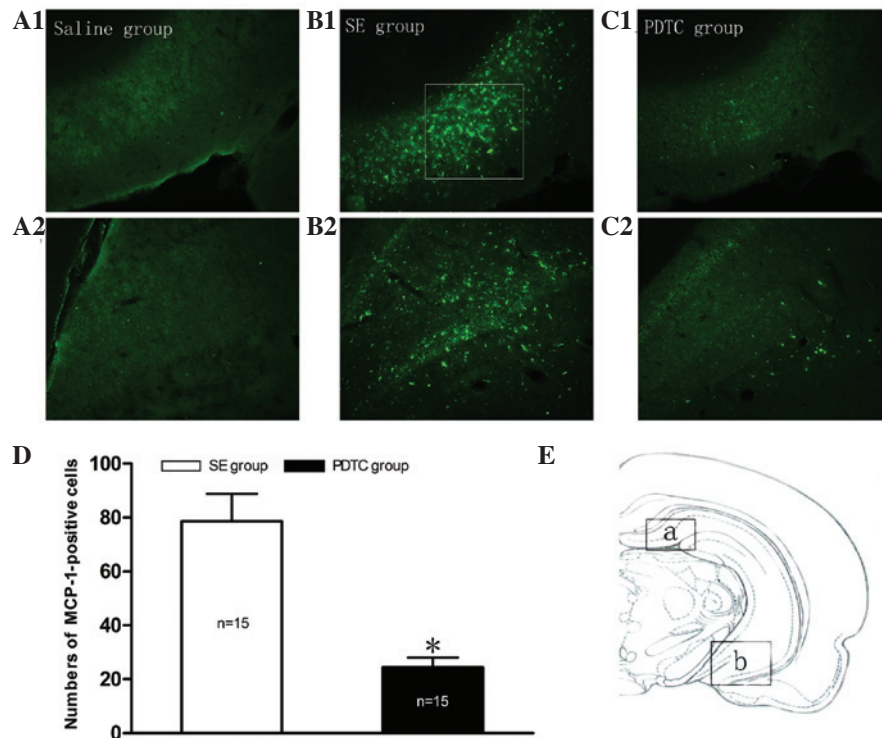 A1 Saline group
B1 SE group
C1 PDTC group
A2
B2
C2
D
SE group
PDTC group
Numbers of MCP-1-positive cells
100
80
60
40
20
0
n=15
*
n=15
E
a
b